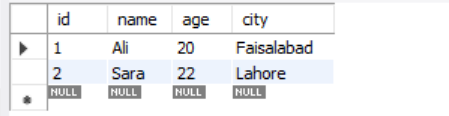 id name age city
1 Ali 20 Faisalabad
2 Sara 22 Lahore
NULL NULL NULL NULL